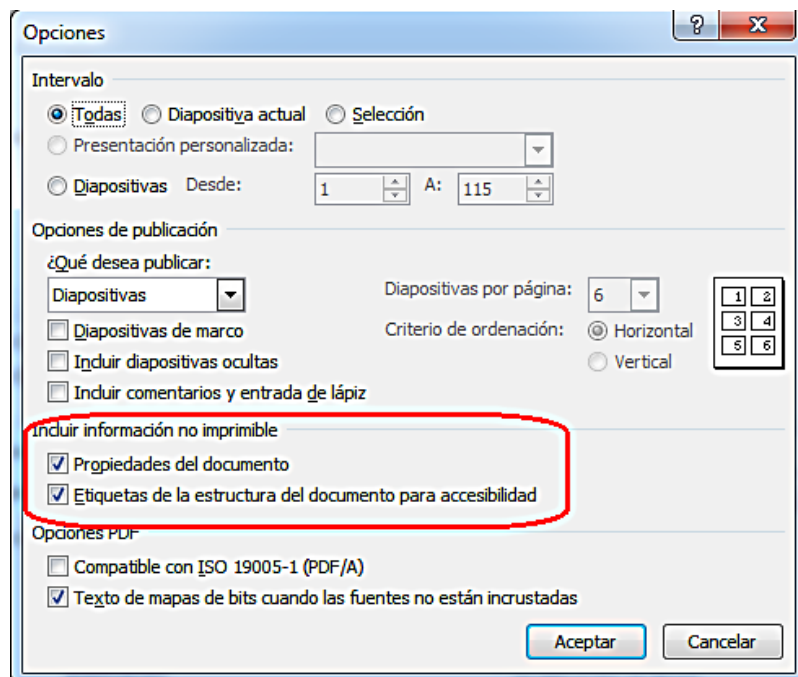 Opciones
Intervalo
Todas Diapositiva actual Selección
Presentación personalizada:
Diapositivas Desde: 1 A: 115
Opciones de publicación
¿Qué desea publicar:
Diapositivas Diapositivas por página: 6
Diapositivas de marco Criterio de ordenación: Horizontal
Incluir diapositivas ocultas Vertical
Incluir comentarios y entrada de lápiz
1 2
3 4
5 6
Incluir información no imprimible
Propiedades del documento
Etiquetas de la estructura del documento para accesibilidad
Opciones PDF
Compatible con ISO 19005-1 (PDF/A)
Texto de mapas de bits cuando las fuentes no están incrustadas
Aceptar Cancelar